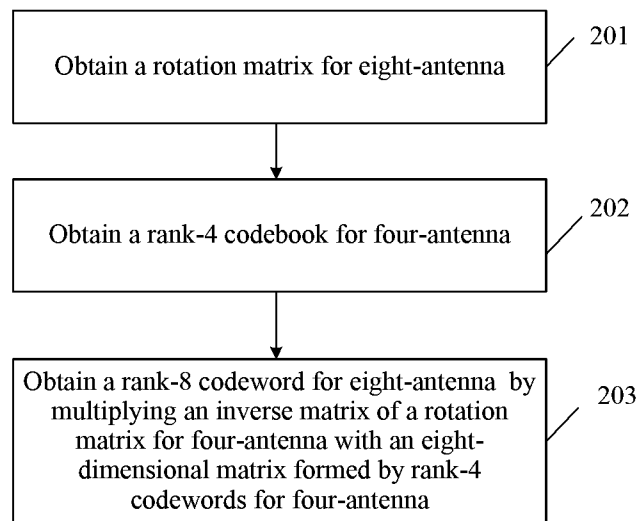 Obtain a rotation matrix for eight-antenna
201
Obtain a rank-4 codebook for four-antenna
202
Obtain a rank-8 codeword for eight-antenna by
multiplying an inverse matrix of a rotation
matrix for four-antenna with an eight-
dimensional matrix formed by rank-4
codewords for four-antenna
203